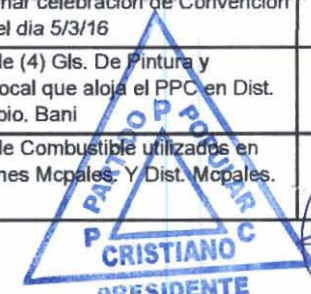 nar celebración de Convención
el dia 5/3/16
le (4) Gls. De Pintura y
ocal que aloja el PPC en Dist.
pio. Bani
le Combustible utilizados en
nes Mcpales. Y Dist. Mcpales.
PARTIDO POPULAR
P P C
CRISTIANO
PRESIDENTE